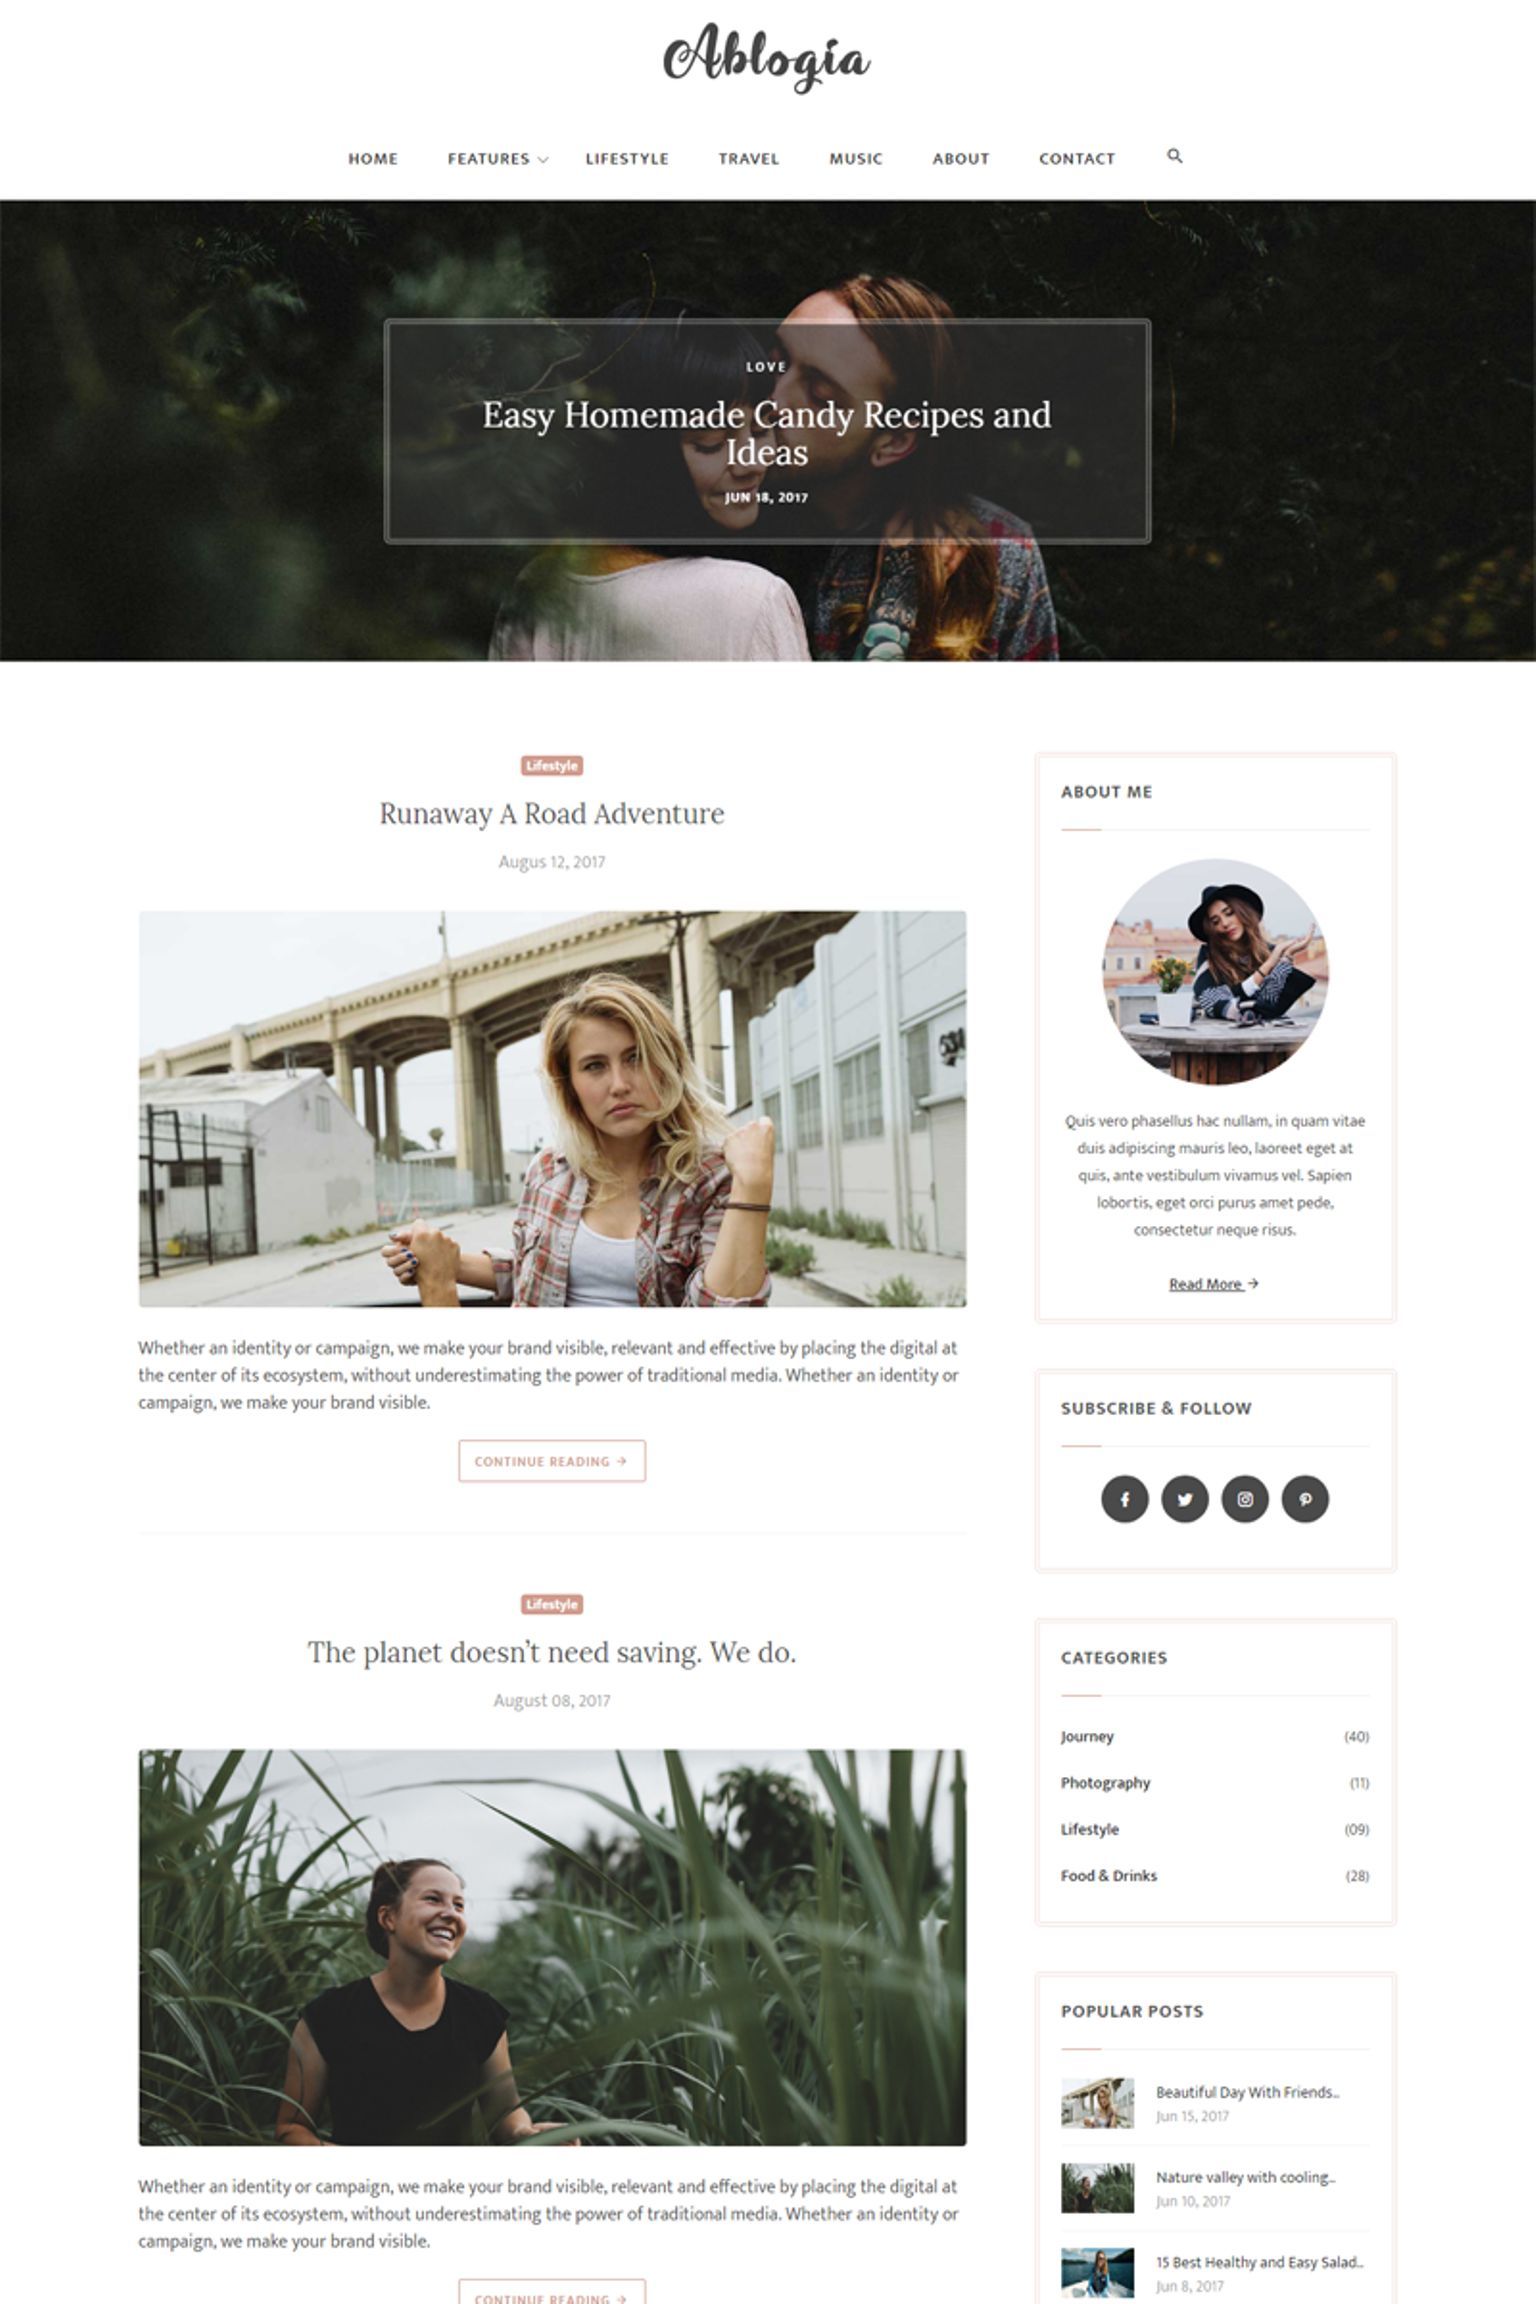 Ablogia
HOME FEATURES LIFESTYLE TRAVEL MUSIC ABOUT CONTACT
LOVE
Easy Homemade Candy Recipes and
Ideas
JUN 18, 2017
Lifestyle
Runaway A Road Adventure
Augus 12, 2017
Whether an identity or campaign, we make your brand visible, relevant and effective by placing the digital at
the center of its ecosystem, without underestimating the power of traditional media. Whether an identity or
campaign, we make your brand visible.
CONTINUE READING →
Lifestyle
The planet doesn't need saving. We do.
August 08, 2017
Whether an identity or campaign, we make your brand visible, relevant and effective by placing the digital at
the center of its ecosystem, without underestimating the power of traditional media. Whether an identity or
campaign, we make your brand visible.
CONTINUE READING →
ABOUT ME
Quis vero phasellus hac nullam, in quam vitae
duis adipiscing mauris leo, laoreet eget at
quis, ante vestibulum vivamus vel. Sapien
lobortis, eget orci purus amet pede,
consectetur neque risus.
Read More →
SUBSCRIBE & FOLLOW
CATEGORIES
Journey (40)
Photography (11)
Lifestyle (09)
Food & Drinks (28)
POPULAR POSTS
Beautiful Day With Friends..
Jun 15, 2017
Nature valley with cooling..
Jun 10, 2017
15 Best Healthy and Easy Salad..
Jun 8, 2017